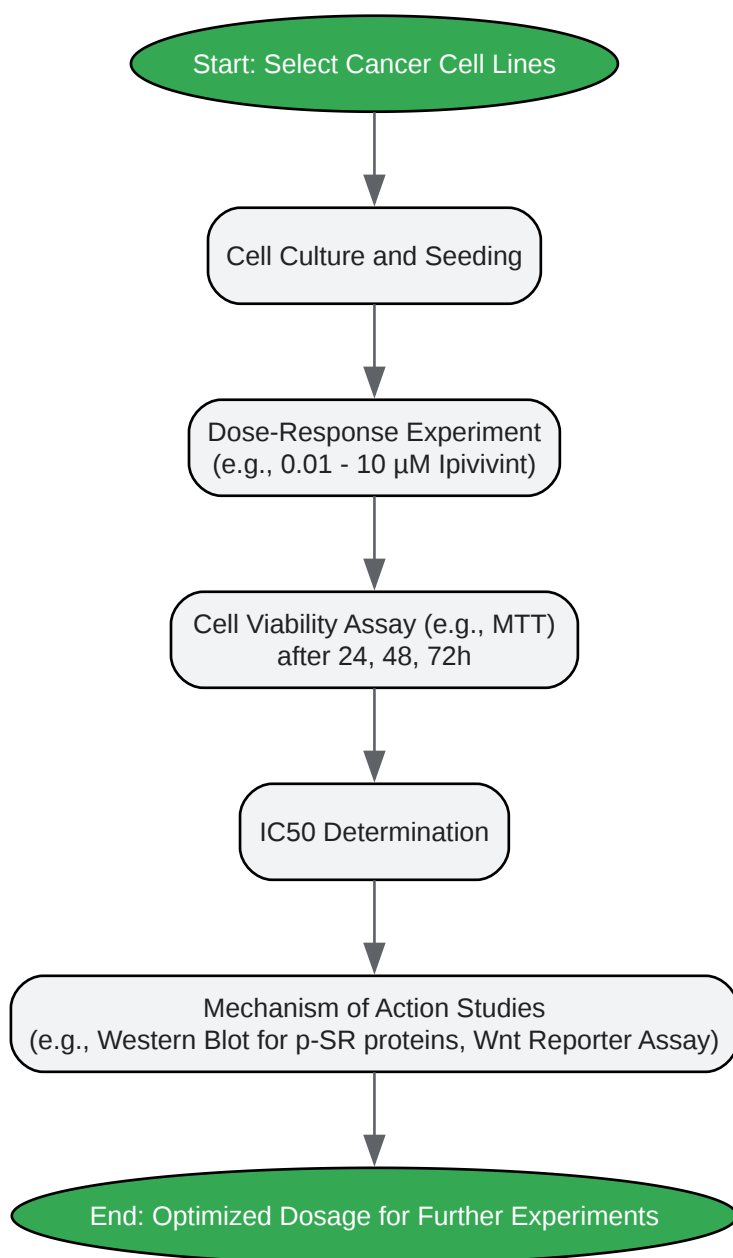 Start: Select Cancer Cell Lines
Cell Culture and Seeding
Dose-Response Experiment
(e.g., 0.01 - 10 µM Ipivivint)
Cell Viability Assay (e.g., MTT)
after 24, 48, 72h
IC50 Determination
Mechanism of Action Studies
(e.g., Western Blot for p-SR proteins, Wnt Reporter Assay)
End: Optimized Dosage for Further Experiments